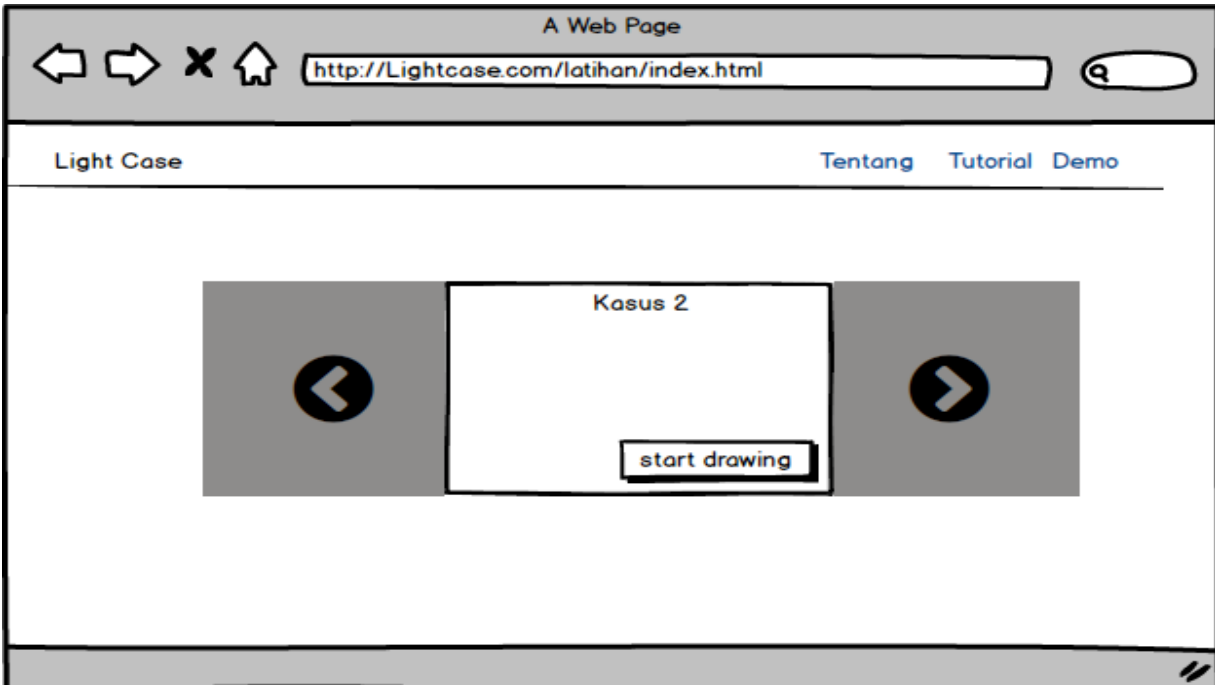 A Web Page
http://Lightcase.com/latihan/index.html
Light Case Tentang Tutorial Demo
Kasus 2
start drawing